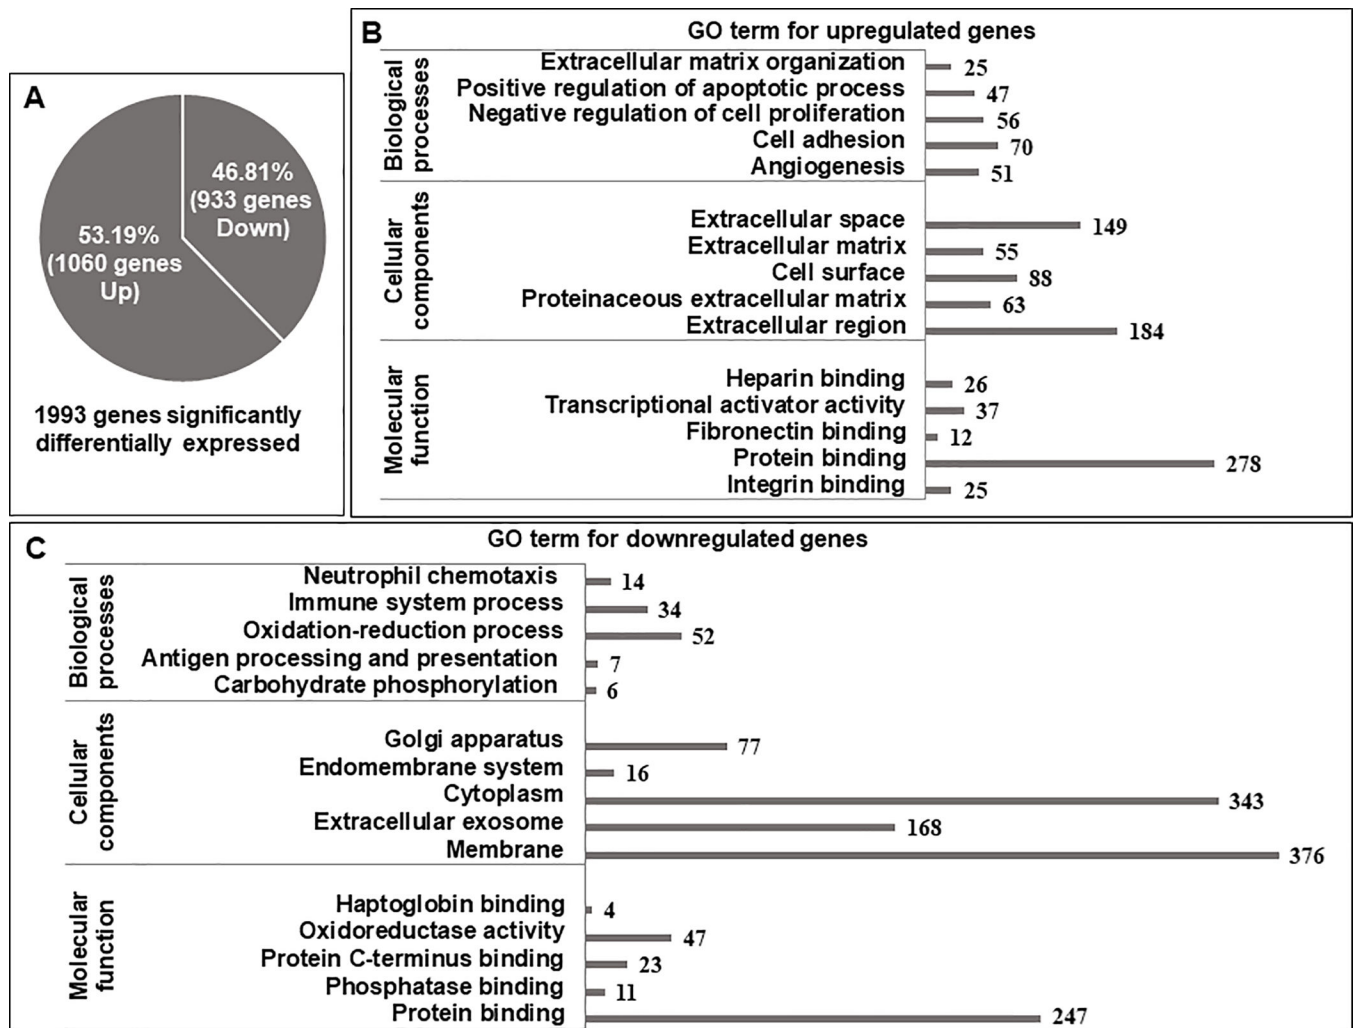 A
46.81%
(933 genes
Down)
53.19%
(1060 genes
Up)
1993 genes significantly
differentially expressed
B
GO term for upregulated genes
Biological
processes
Extracellular matrix organization 25
Positive regulation of apoptotic process 47
Negative regulation of cell proliferation 56
Cell adhesion 70
Angiogenesis 51
Cellular
components
Extracellular space 149
Extracellular matrix 55
Cell surface 88
Proteinaceous extracellular matrix 63
Extracellular region 184
Molecular
function
Heparin binding 26
Transcriptional activator activity 37
Fibronectin binding 12
Protein binding 278
Integrin binding 25
C
GO term for downregulated genes
Biological
processes
Neutrophil chemotaxis 14
Immune system process 34
Oxidation-reduction process 52
Antigen processing and presentation 7
Carbohydrate phosphorylation 6
Cellular
components
Golgi apparatus 77
Endomembrane system 16
Cytoplasm 343
Extracellular exosome 168
Membrane 376
Molecular
function
Haptoglobin binding 4
Oxidoreductase activity 47
Protein C-terminus binding 23
Phosphatase binding 11
Protein binding 247